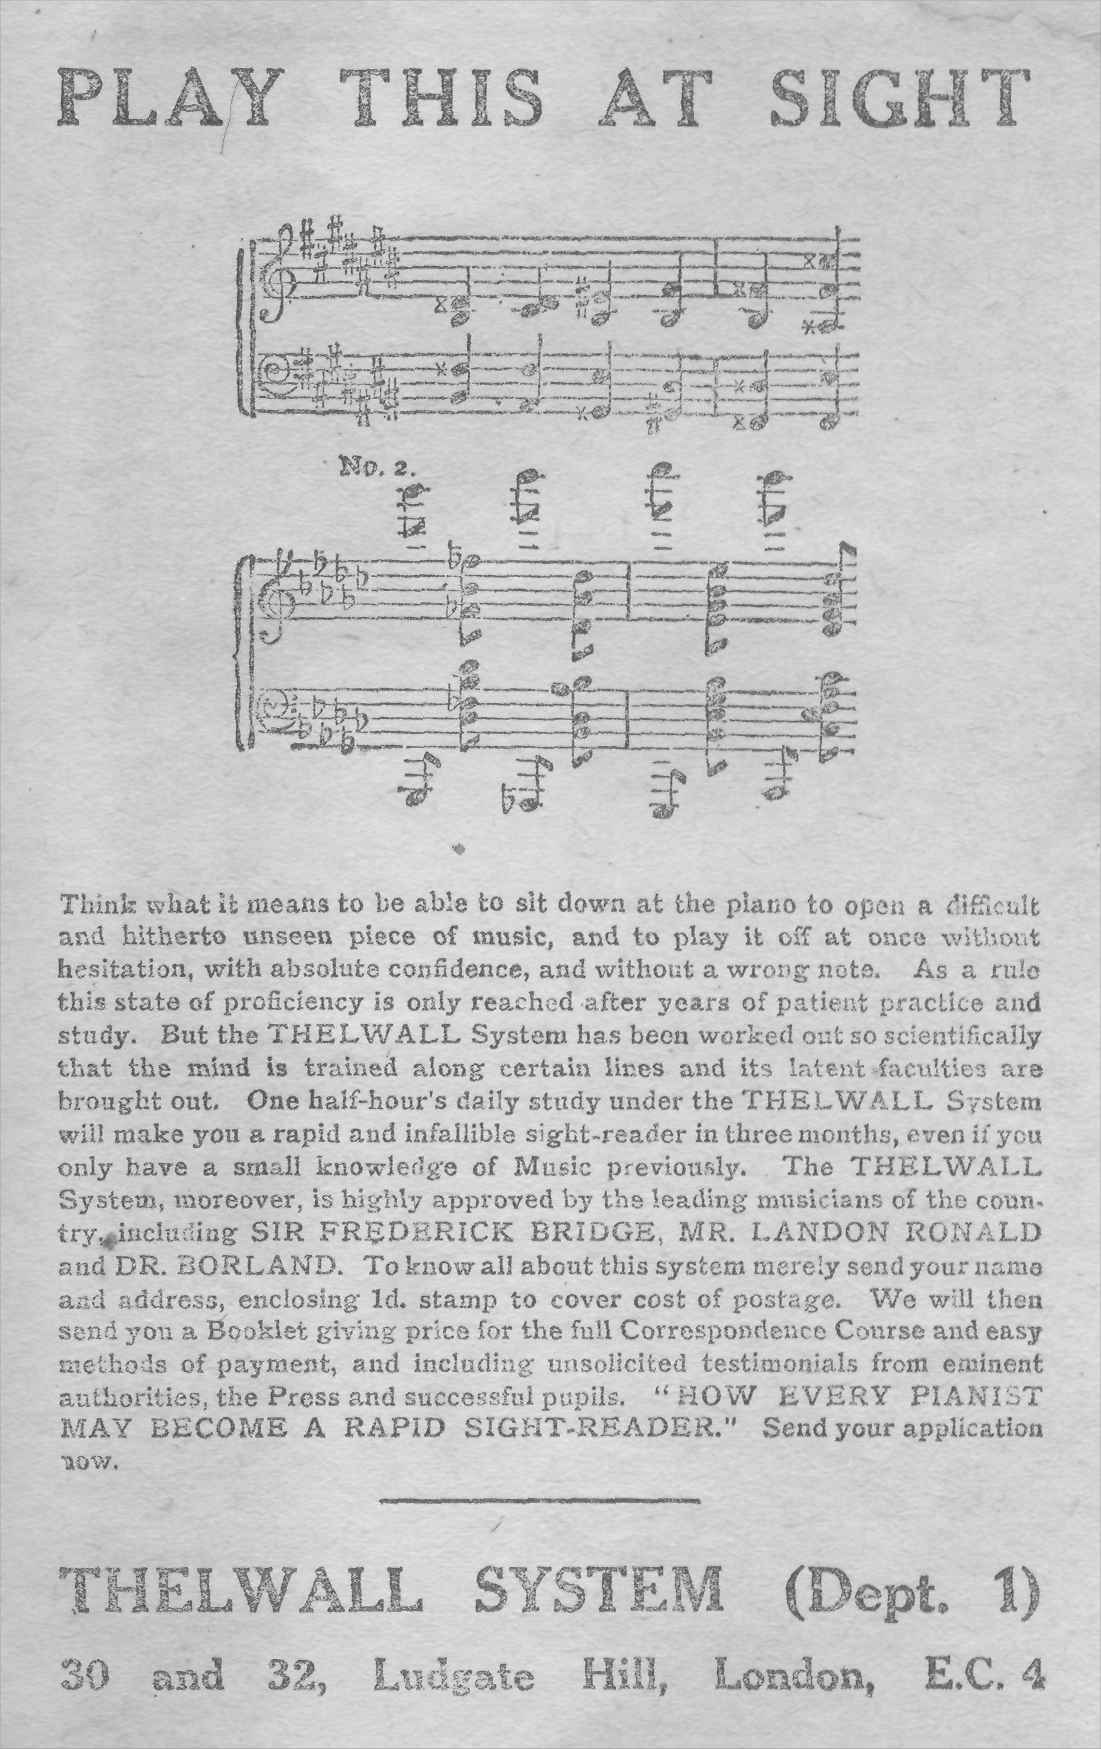 PLAY THIS AT SIGHT
No. 2.
Think what it means to be able to sit down at the piano to open a difficult
and hitherto unseen piece of music, and to play it off at once without
hesitation, with absolute confidence, and without a wrong note. As a rule
this state of proficiency is only reached after years of patient practice and
study. But the THELWALL System has been worked out so scientifically
that the mind is trained along certain lines and its latent faculties are
brought out. One half-hour's daily study under the THELWALL System
will make you a rapid and infallible sight-reader in three months, even if you
only have a small knowledge of Music previously. The THELWALL
System, moreover, is highly approved by the leading musicians of the coun-
try, including SIR FREDERICK BRIDGE, MR. LANDON RONALD
and DR. BORLAND. To know all about this system merely send your name
and address, enclosing 1d. stamp to cover cost of postage. We will then
send you a Booklet giving price for the full Correspondence Course and easy
methods of payment, and including unsolicited testimonials from eminent
authorities, the Press and successful pupils. "HOW EVERY PIANIST
MAY BECOME A RAPID SIGHT-READER." Send your application
now.
THELWALL SYSTEM (Dept. 1)
30 and 32, Ludgate Hill, London, E.C. 4